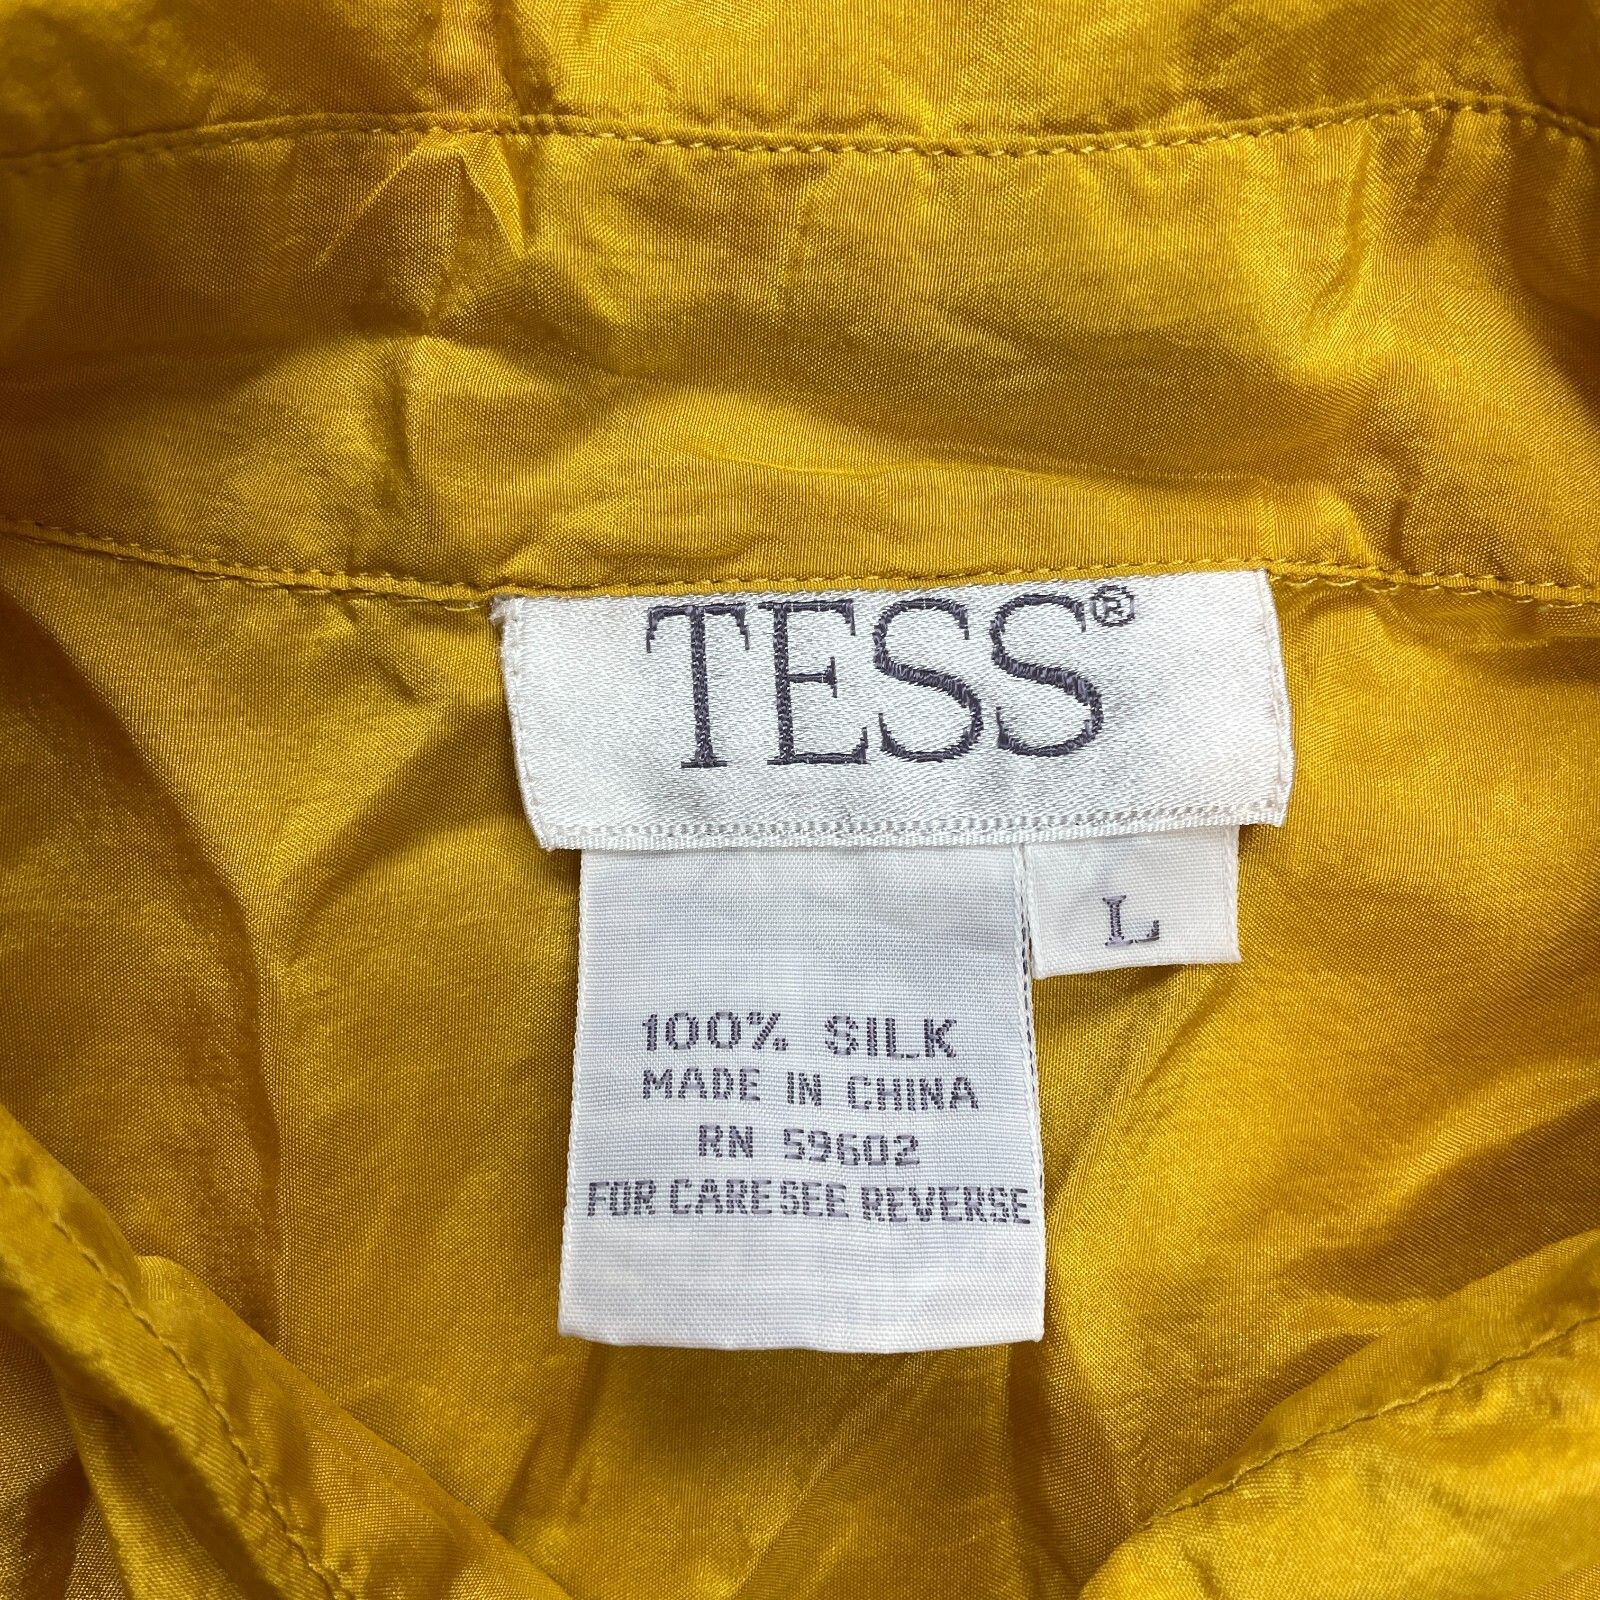 TESS®
L
100% SILK
MADE IN CHINA
RN 59602
FOR CARE SEE REVERSE